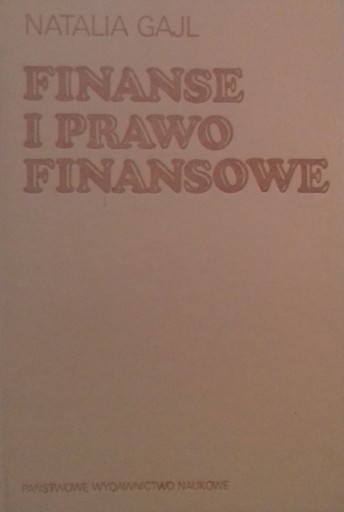 NATALIA GAJL
FINANSE
I PRAWO
FINANSOWE
PAŃSTWOWE WYDAWNICTWO NAUKOWE